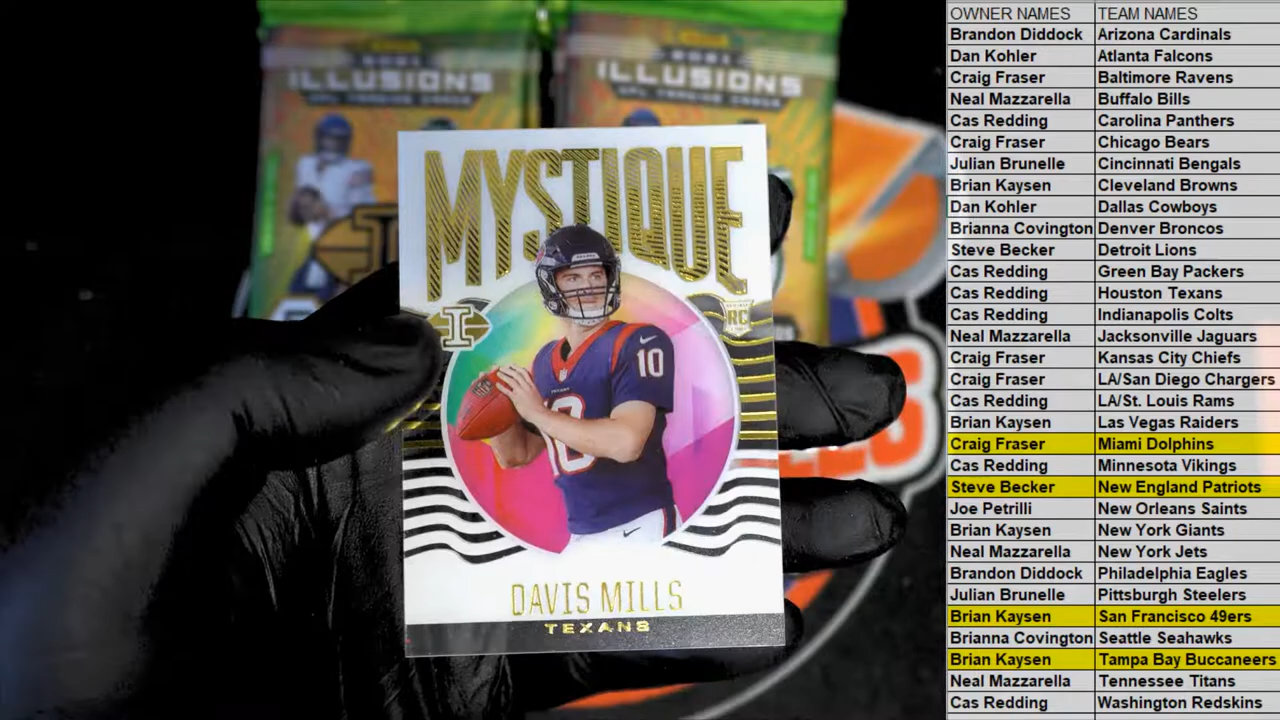 2021
ILLUSIONS
NFL TRADING CARDS
2021
ILLUSIONS
NFL TRADING CARDS
MYSTIQUE
I
RC
10
10
DAVIS MILLS
TEXANS
OWNER NAMES TEAM NAMES
Brandon Diddock Arizona Cardinals
Dan Kohler Atlanta Falcons
Craig Fraser Baltimore Ravens
Neal Mazzarella Buffalo Bills
Cas Redding Carolina Panthers
Craig Fraser Chicago Bears
Julian Brunelle Cincinnati Bengals
Brian Kaysen Cleveland Browns
Dan Kohler Dallas Cowboys
Brianna Covington Denver Broncos
Steve Becker Detroit Lions
Cas Redding Green Bay Packers
Cas Redding Houston Texans
Cas Redding Indianapolis Colts
Neal Mazzarella Jacksonville Jaguars
Craig Fraser Kansas City Chiefs
Craig Fraser LA/San Diego Chargers
Cas Redding LA/St. Louis Rams
Brian Kaysen Las Vegas Raiders
Craig Fraser Miami Dolphins
Cas Redding Minnesota Vikings
Steve Becker New England Patriots
Joe Petrilli New Orleans Saints
Brian Kaysen New York Giants
Neal Mazzarella New York Jets
Brandon Diddock Philadelphia Eagles
Julian Brunelle Pittsburgh Steelers
Brian Kaysen San Francisco 49ers
Brianna Covington Seattle Seahawks
Brian Kaysen Tampa Bay Buccaneers
Neal Mazzarella Tennessee Titans
Cas Redding Washington Redskins